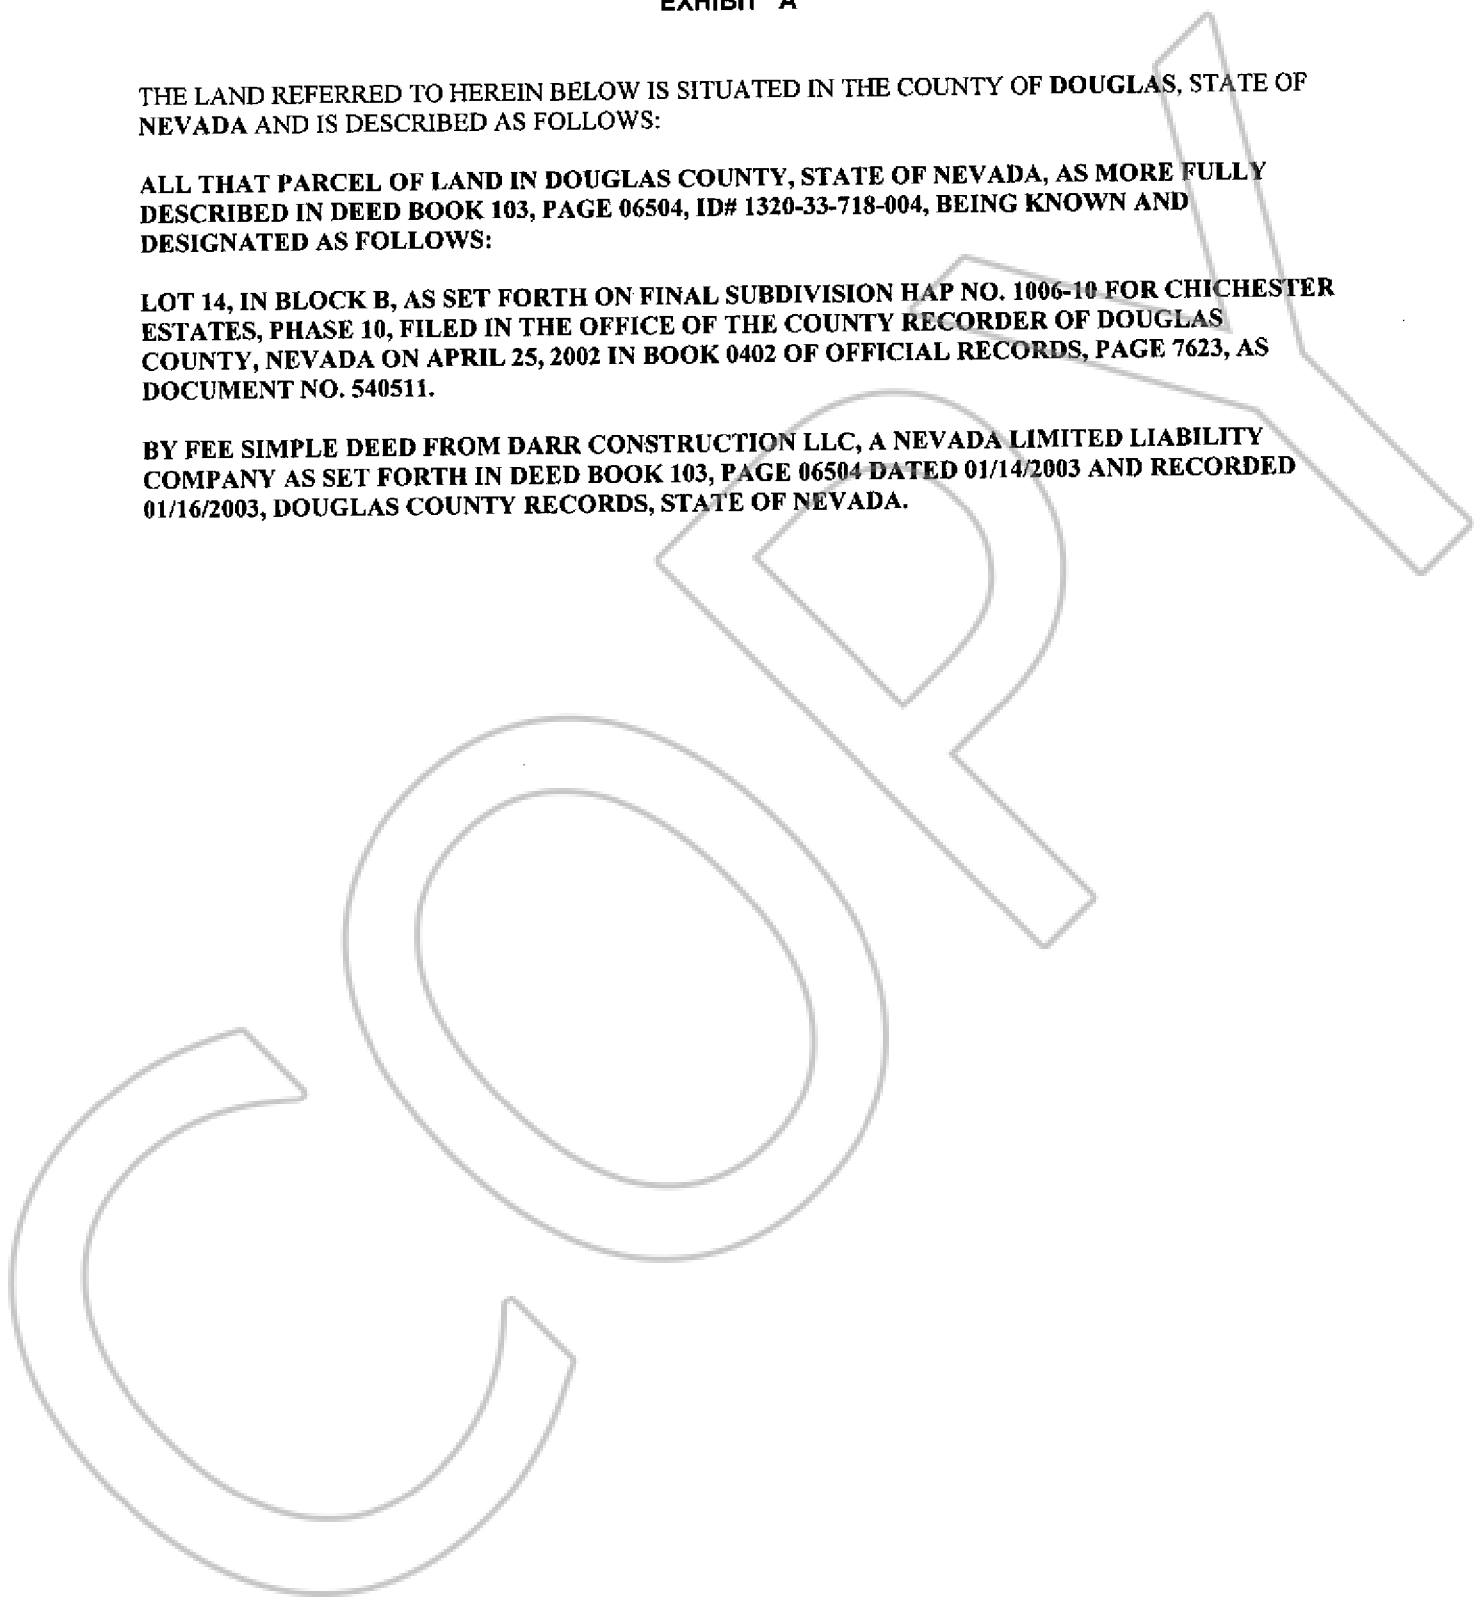 EXHIBIT "A"
THE LAND REFERRED TO HEREIN BELOW IS SITUATED IN THE COUNTY OF DOUGLAS, STATE OF
NEVADA AND IS DESCRIBED AS FOLLOWS:
ALL THAT PARCEL OF LAND IN DOUGLAS COUNTY, STATE OF NEVADA, AS MORE FULLY
DESCRIBED IN DEED BOOK 103, PAGE 06504, ID# 1320-33-718-004, BEING KNOWN AND
DESIGNATED AS FOLLOWS:
LOT 14, IN BLOCK B, AS SET FORTH ON FINAL SUBDIVISION HAP NO. 1006-10 FOR CHICHESTER
ESTATES, PHASE 10, FILED IN THE OFFICE OF THE COUNTY RECORDER OF DOUGLAS
COUNTY, NEVADA ON APRIL 25, 2002 IN BOOK 0402 OF OFFICIAL RECORDS, PAGE 7623, AS
DOCUMENT NO. 540511.
BY FEE SIMPLE DEED FROM DARR CONSTRUCTION LLC, A NEVADA LIMITED LIABILITY
COMPANY AS SET FORTH IN DEED BOOK 103, PAGE 06504 DATED 01/14/2003 AND RECORDED
01/16/2003, DOUGLAS COUNTY RECORDS, STATE OF NEVADA.
COPY